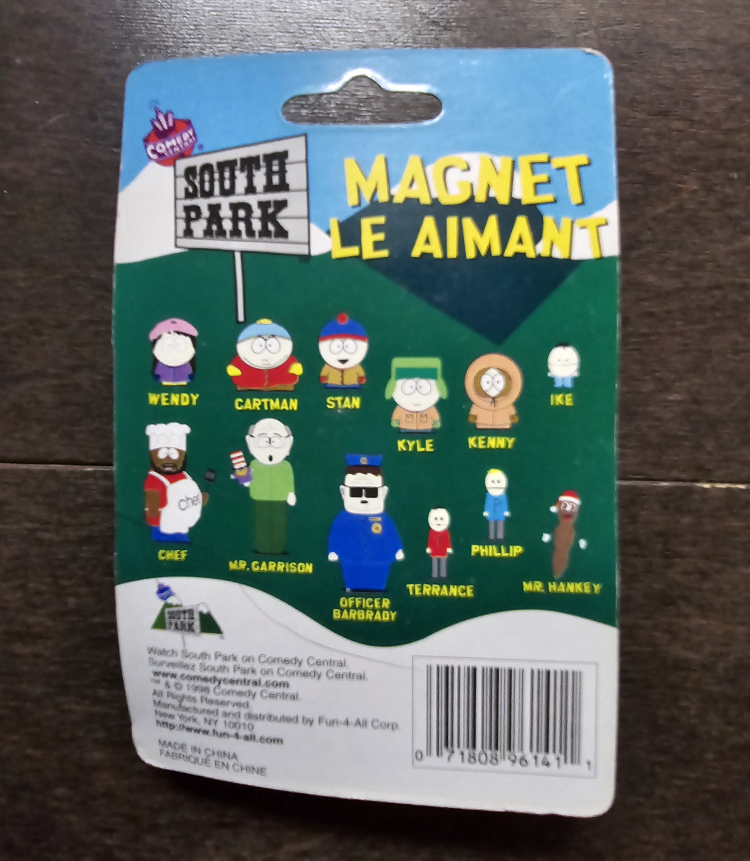 COMEDY
CENTRAL
SOUTH
PARK
MAGNET
LE AIMANT
WENDY
CARTMAN
STAN
KYLE
KENNY
IKE
Chef
P
CHEF
MR. GARRISON
OFFICER
BARBRADY
TERRANCE
PHILLIP
MR. HANKEY
SOUTH
PARK
Watch South Park on Comedy Central.
Surveillez South Park on Comedy Central.
www.comedycentral.com
™ & © 1998 Comedy Central.
All Rights Reserved.
Manufactured and distributed by Fun-4-All Corp.
New York, NY 10010
http://www.fun-4-all.com
MADE IN CHINA
FABRIQUÉ EN CHINE
0 71808 96141 1